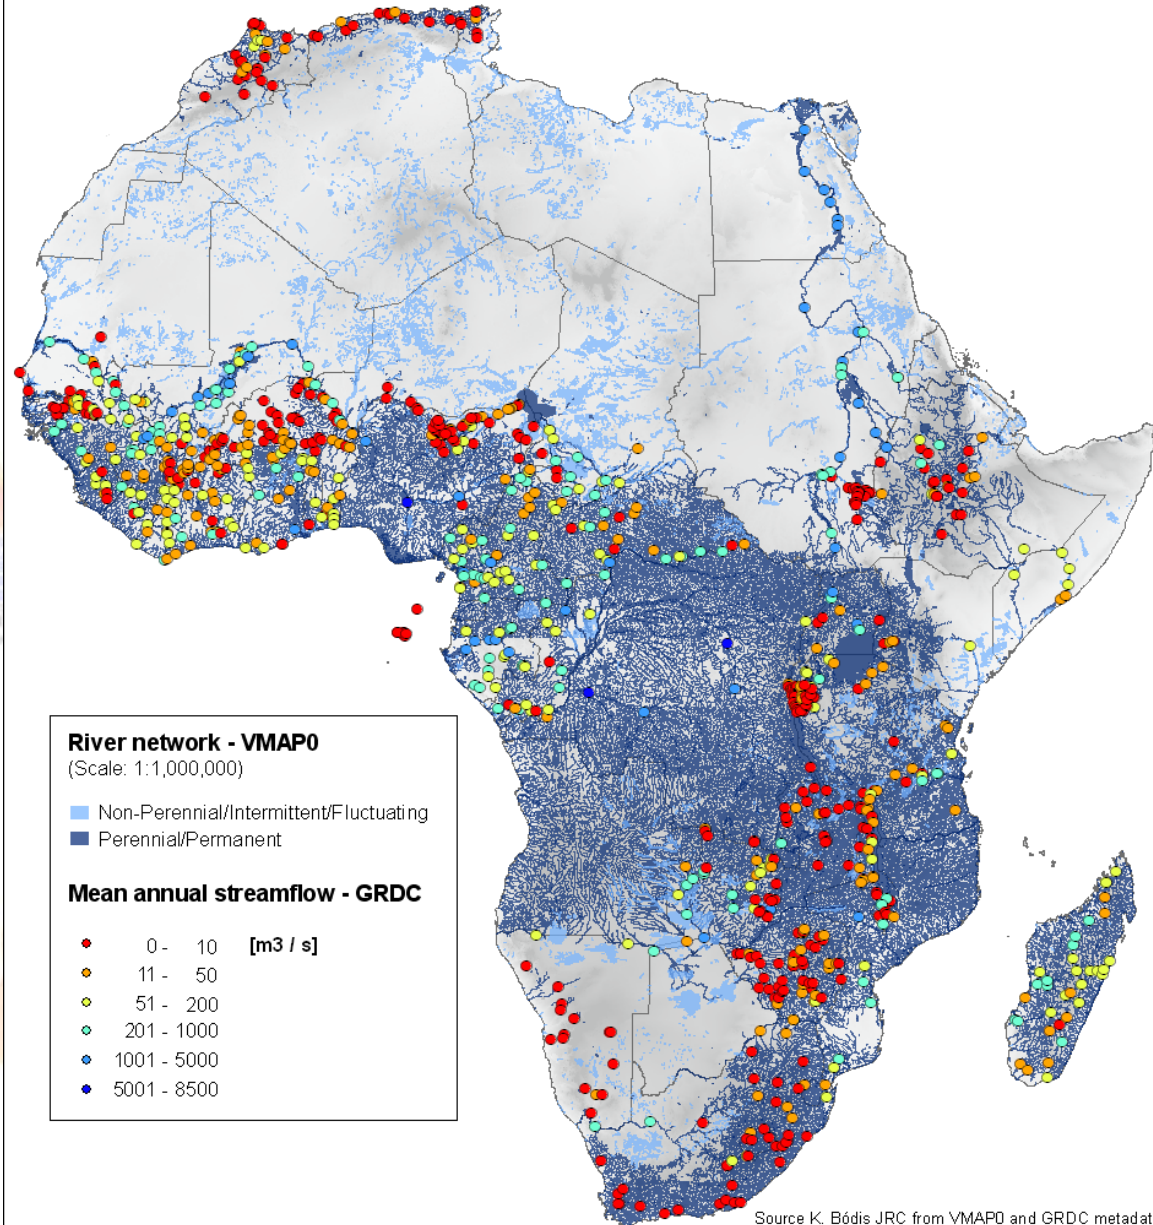 River network - VMAP0
(Scale: 1:1,000,000)
Non-Perennial/Intermittent/Fluctuating
Perennial/Permanent
Mean annual streamflow - GRDC
0 - 10 [m3 / s]
11 - 50
51 - 200
201 - 1000
1001 - 5000
5001 - 8500
Source K. Bódis JRC from VMAP0 and GRDC metadat